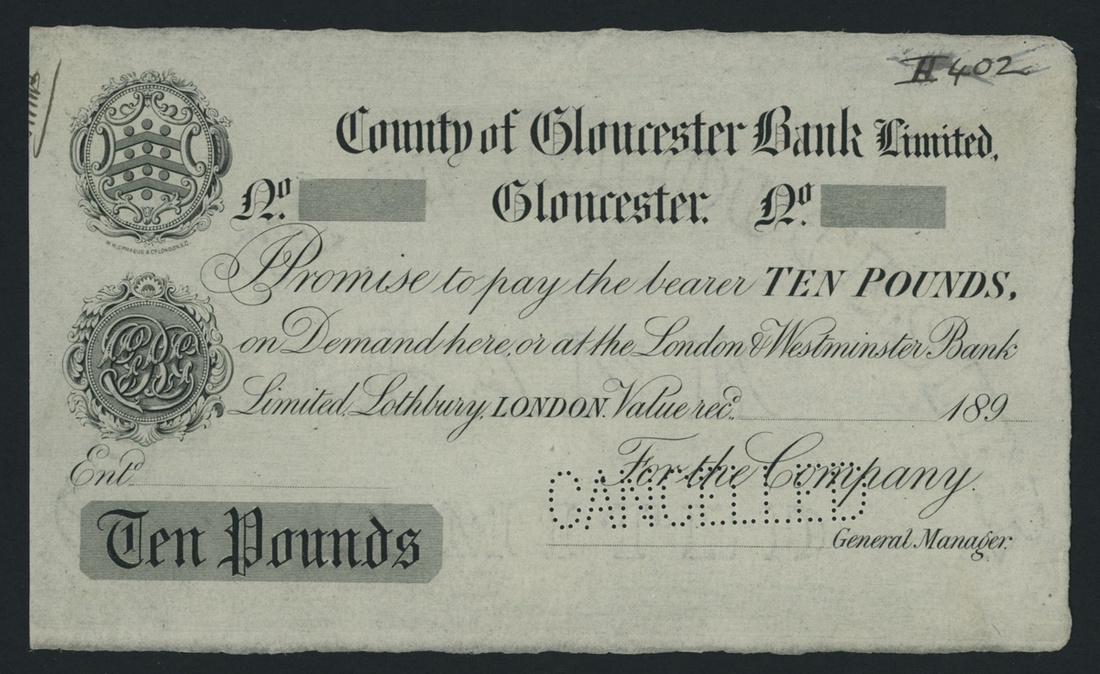 H 402
County of Gloucester Bank Limited.
No. Gloucester. No.
I Promise to pay the bearer TEN POUNDS,
on Demand here, or at the London & Westminster Bank
Limited, Lothbury, LONDON. Value recd. 189
Entd For the Company
CANCELLED
General Manager.
Ten Pounds